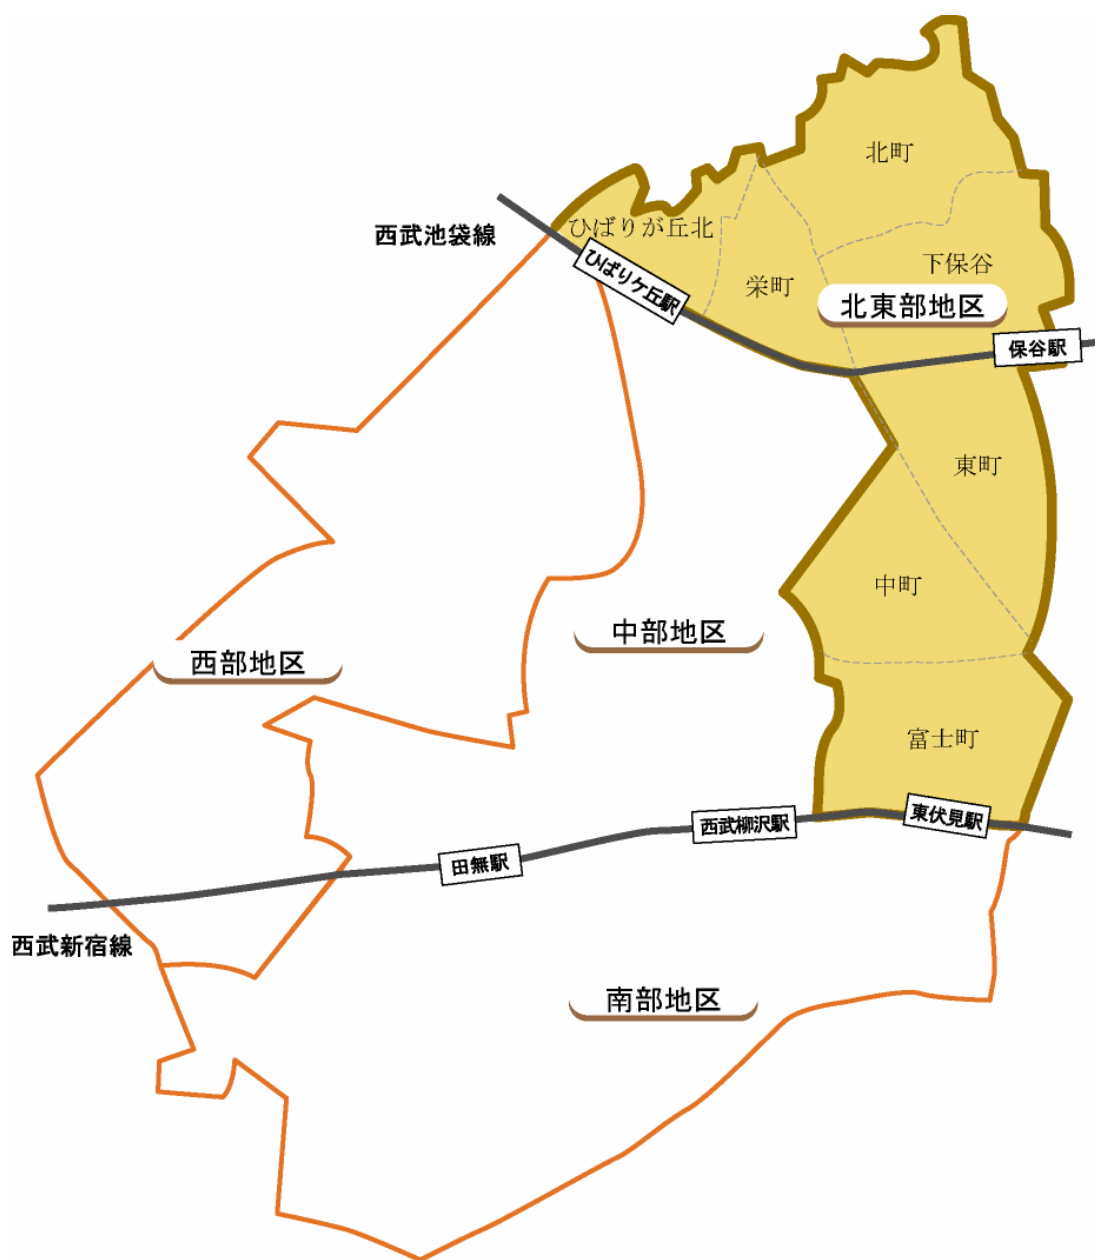 北町
西武池袋線
ひばりが丘北
ひばりケ丘駅
栄町
下保谷
北東部地区
保谷駅
東町
中町
中部地区
西部地区
富士町
東伏見駅
西武柳沢駅
田無駅
西武新宿線
南部地区